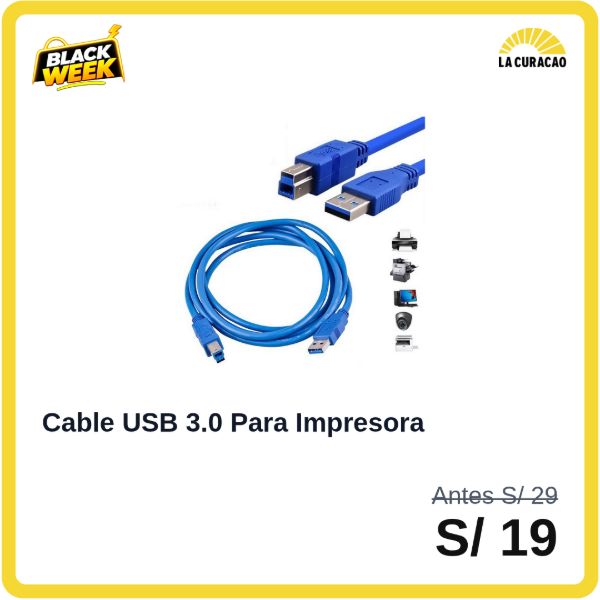 BLACK
WEEK
LA CURACAO
Cable USB 3.0 Para Impresora
Antes S/ 29
S/ 19